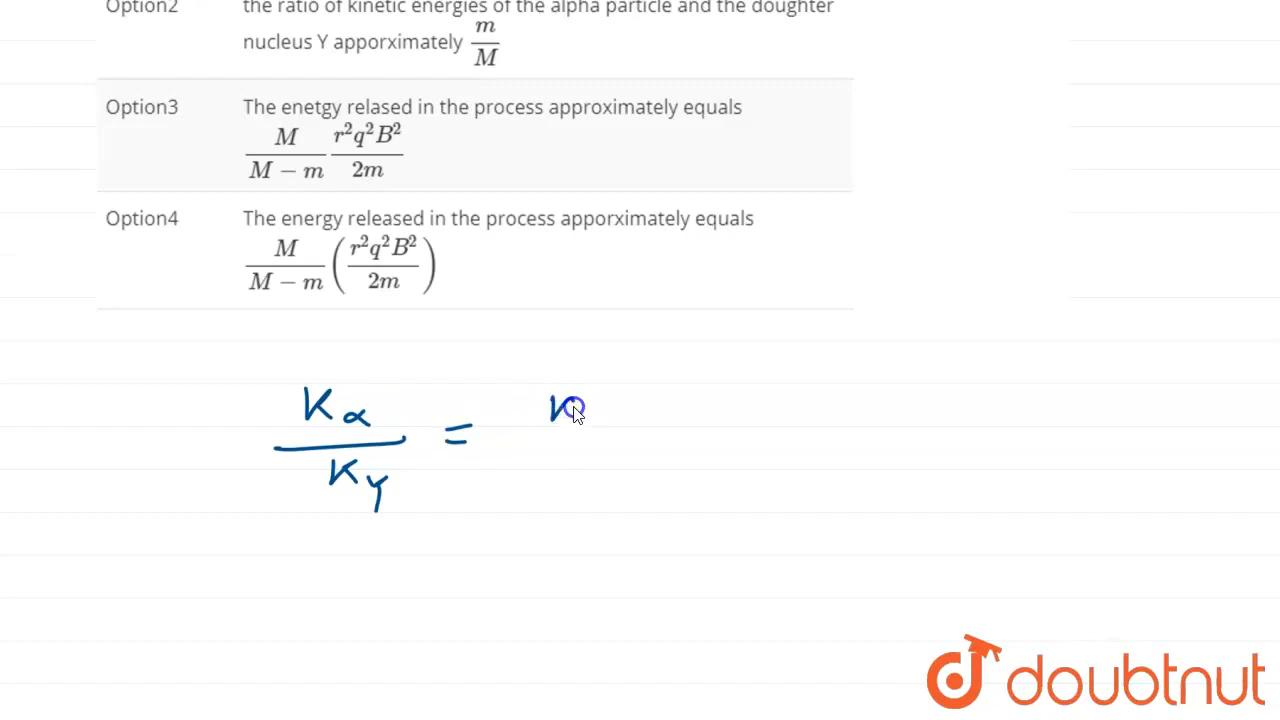 Option2 the ratio of kinetic energies of the alpha particle and the doughter
nucleus Y apporximately m/M
Option3 The enetgy relased in the process approximately equals
M/(M − m) r²q²B²/2m
Option4 The energy released in the process apporximately equals
M/(M − m) (r²q²B²/2m)
K α / K Y = K
doubtnut